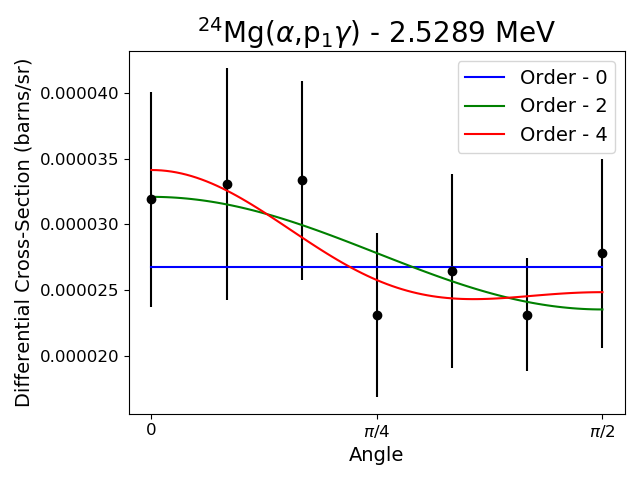 ²⁴Mg(α,p₁γ) - 2.5289 MeV
Differential Cross-Section (barns/sr)
0.000040
0.000035
0.000030
0.000025
0.000020
Order - 0
Order - 2
Order - 4
0
π/4
π/2
Angle